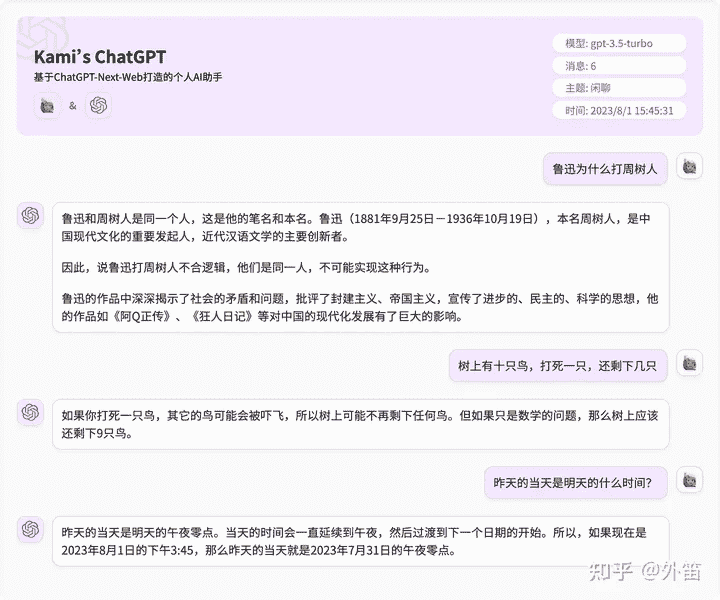 Kami's ChatGPT
基于ChatGPT-Next-Web打造的个人AI助手
&
模型: gpt-3.5-turbo
消息: 6
主题: 闲聊
时间: 2023/8/1 15:45:31
鲁迅为什么打周树人
鲁迅和周树人是同一个人，这是他的笔名和本名。鲁迅（1881年9月25日－1936年10月19日），本名周树人，是中
国现代文化的重要发起人，近代汉语文学的主要创新者。
因此，说鲁迅打周树人不合逻辑，他们是同一人，不可能实现这种行为。
鲁迅的作品中深深揭示了社会的矛盾和问题，批评了封建主义、帝国主义，宣传了进步的、民主的、科学的思想，他
的作品如《阿Q正传》、《狂人日记》等对中国的现代化发展有了巨大的影响。
树上有十只鸟，打死一只，还剩下几只
如果你打死一只鸟，其它的鸟可能会被吓飞，所以树上可能不再剩下任何鸟。但如果只是数学的问题，那么树上应该
还剩下9只鸟。
昨天的当天是明天的什么时间?
昨天的当天是明天的午夜零点。当天的时间会一直延续到午夜，然后过渡到下一个日期的开始。所以，如果现在是
2023年8月1日的下午3:45，那么昨天的当天就是2023年7月31日的午夜零点。
知乎 @外笛